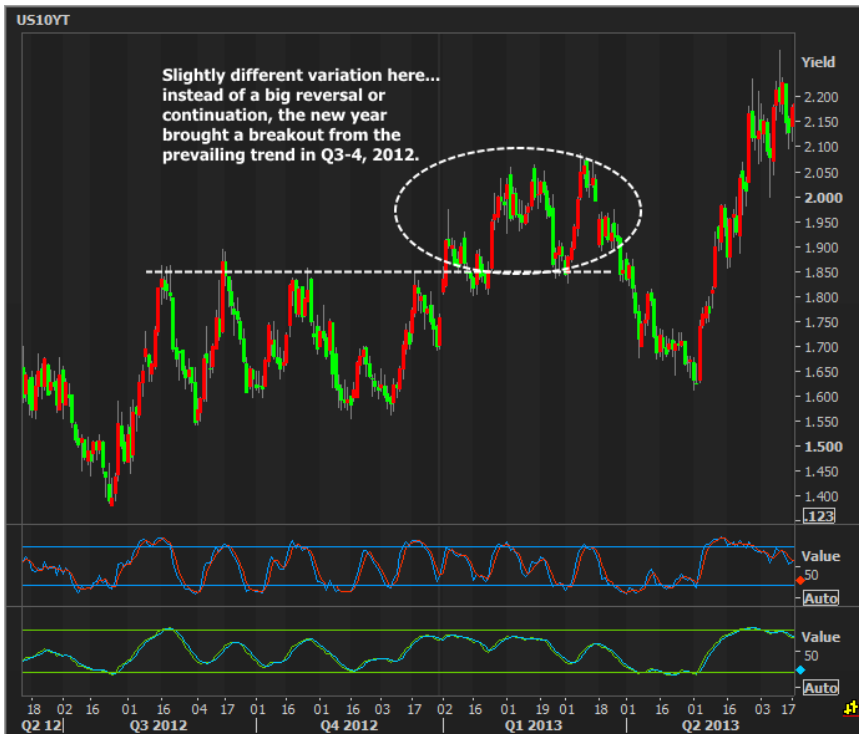 US10YT
Slightly different variation here...
instead of a big reversal or
continuation, the new year
brought a breakout from the
prevailing trend in Q3-4, 2012.
Yield
2.200
2.150
2.100
2.050
2.000
1.950
1.900
1.850
1.800
1.750
1.700
1.650
1.600
1.550
1.500
1.450
1.400
.123
Value
50
Auto
Value
50
Auto
18 02 16 01 16 04 17 01 16 01 16 03 17 02 16 01 19 01 18 01 16 01 16 03 17
Q2 12 Q3 2012 Q4 2012 Q1 2013 Q2 2013